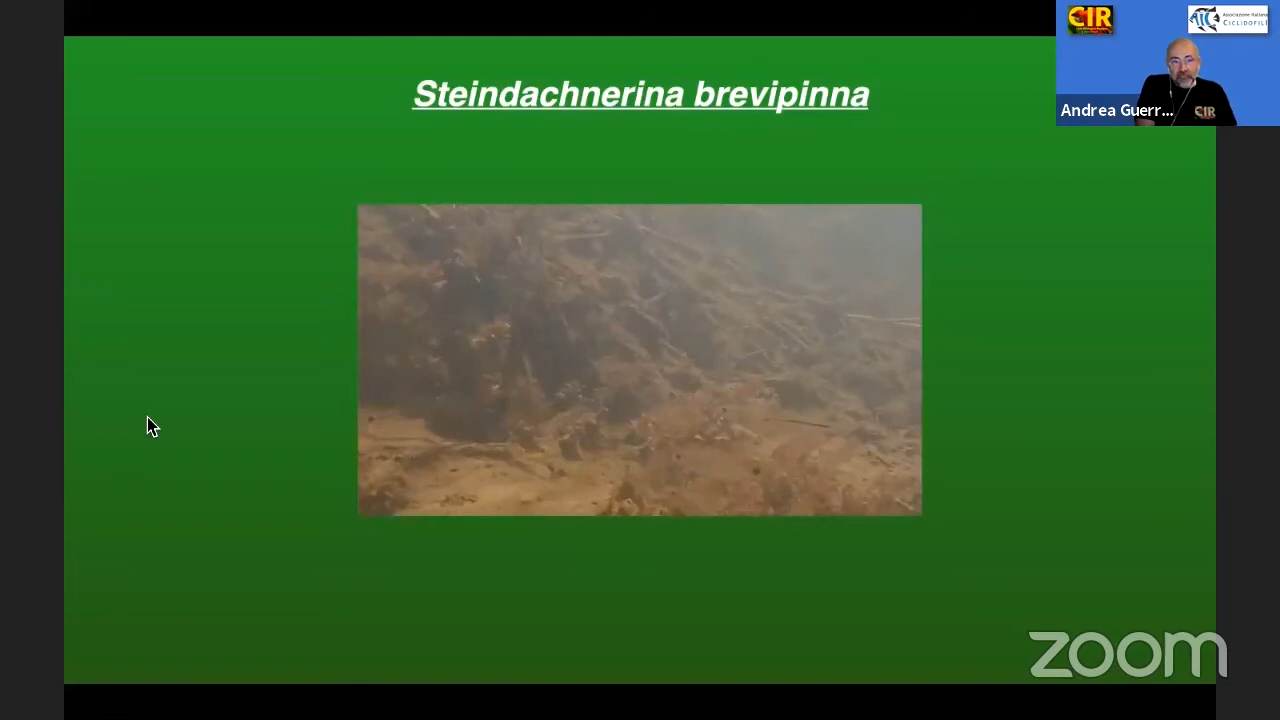 CIR
Associazione Italiana
CICLIDOFILI
Steindachnerina brevipinna
Andrea Guerr...
CIR
zoom